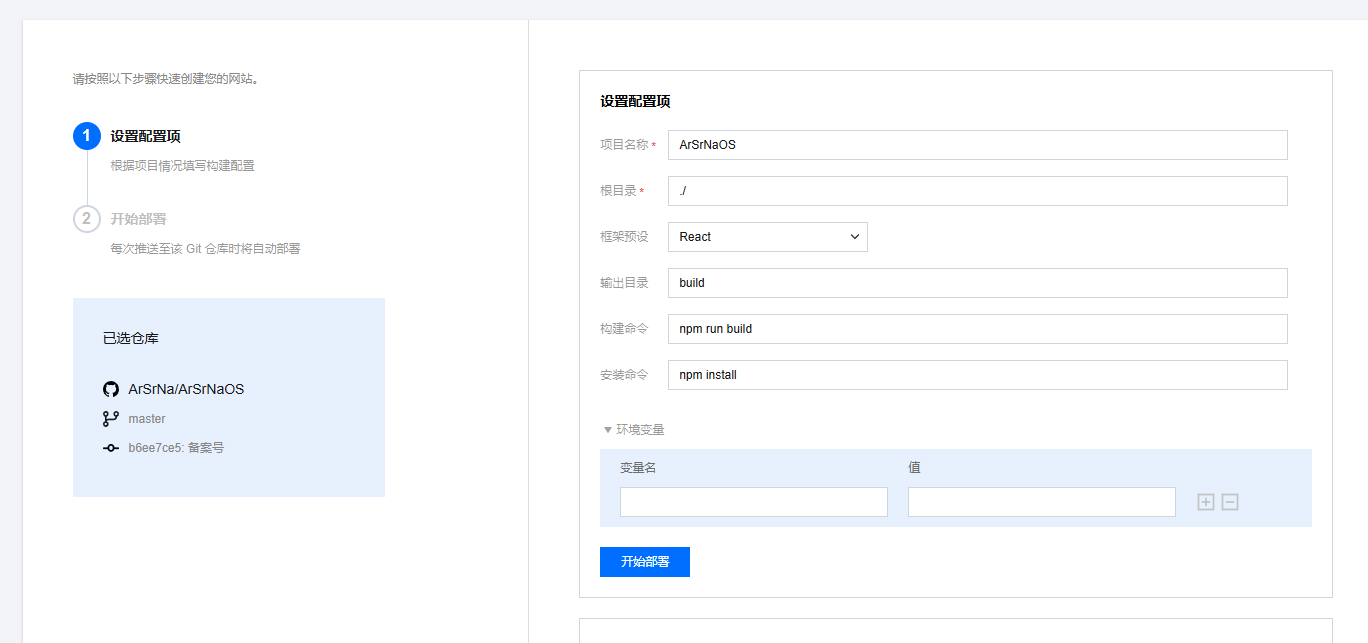 请按照以下步骤快速创建您的网站。
1 设置配置项
根据项目情况填写构建配置
2 开始部署
每次推送至该 Git 仓库时将自动部署
已选仓库
ArSrNa/ArSrNaOS
master
b6ee7ce5: 备案号
设置配置项
项目名称 * ArSrNaOS
根目录 * ./
框架预设 React
输出目录 build
构建命令 npm run build
安装命令 npm install
▼ 环境变量
变量名 值
开始部署